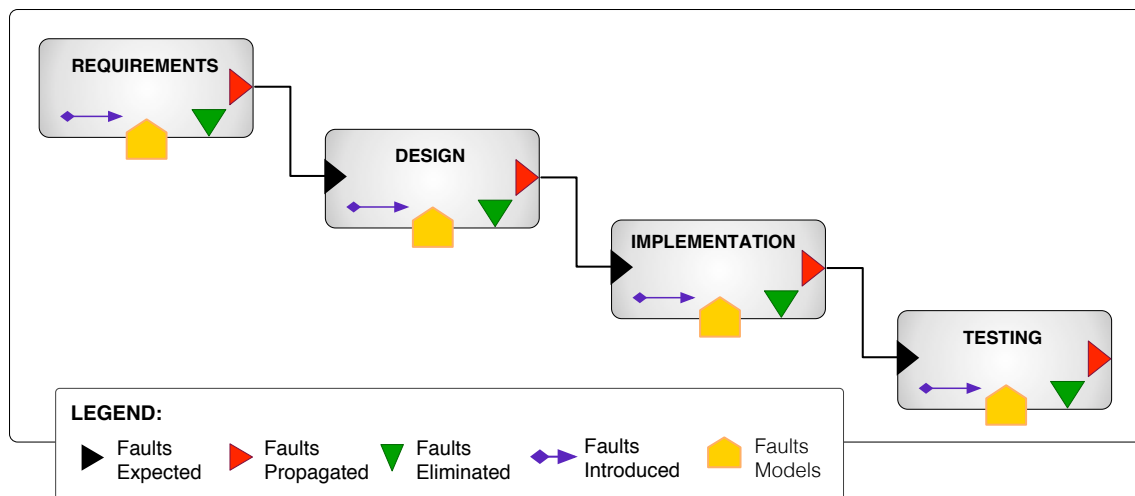 REQUIREMENTS
DESIGN
IMPLEMENTATION
TESTING
LEGEND:
Faults
Expected
Faults
Propagated
Faults
Eliminated
Faults
Introduced
Faults
Models